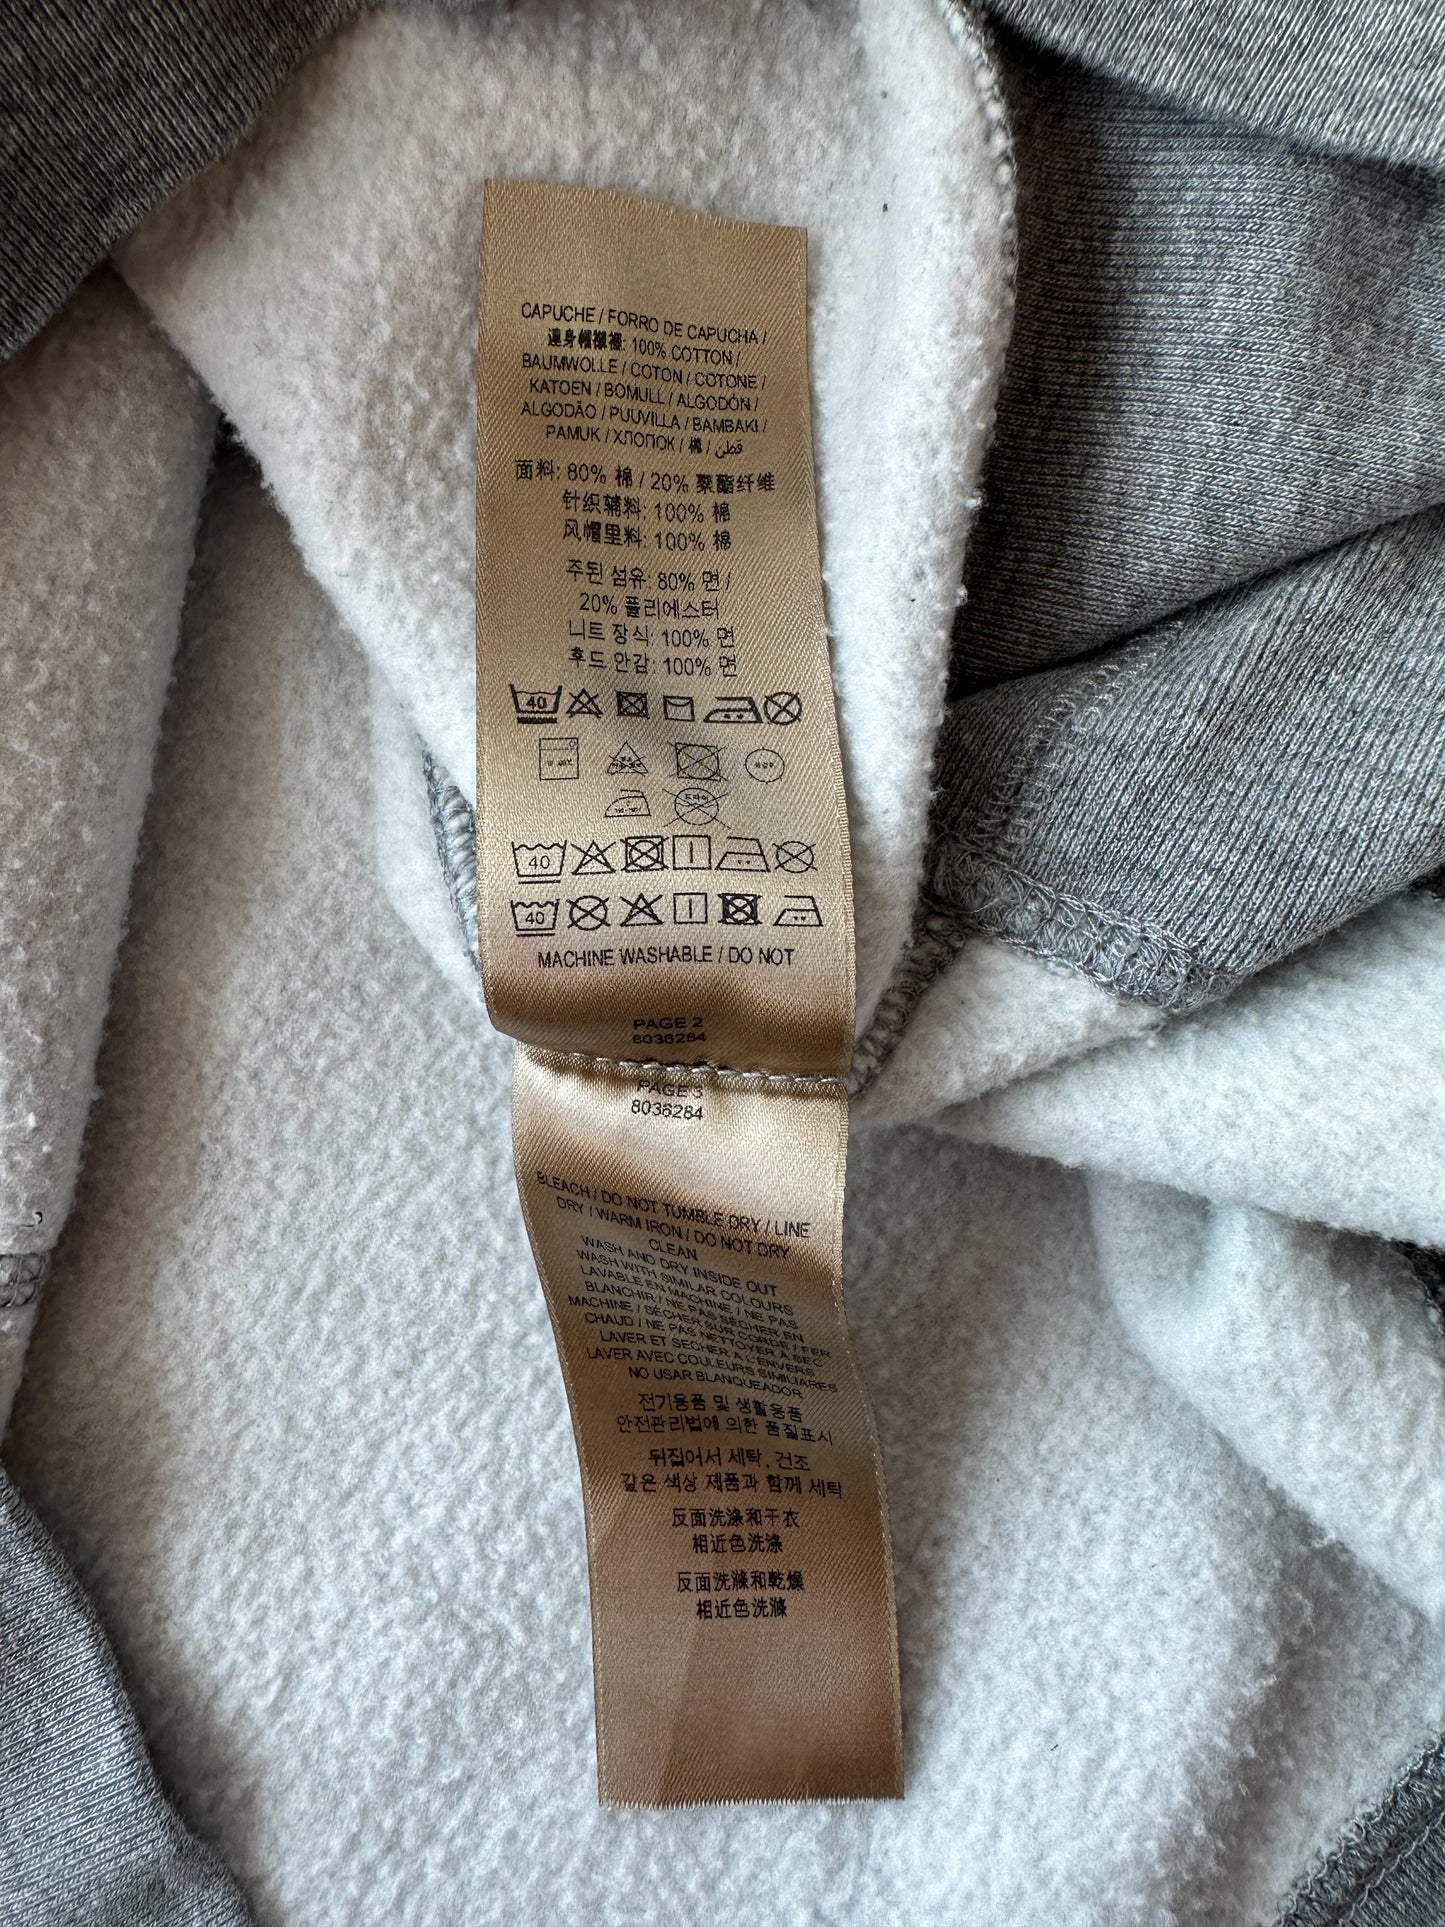 CAPUCHE / FORRO DE CAPUCHA /
連身帽襯裡: 100% COTTON /
BAUMWOLLE / COTON / COTONE /
KATOEN / BOMULL / ALGODÓN /
ALGODÃO / PUUVILLA / BAMBAKI /
PAMUK / ХЛОПОК / 棉 / قطن
面料: 80% 棉 / 20% 聚酯纤维
针织辅料: 100% 棉
风帽里料: 100% 棉
주된 섬유: 80% 면 /
20% 폴리에스터
니트 장식: 100% 면
후드 안감: 100% 면
40
40
40
MACHINE WASHABLE / DO NOT
PAGE 2
8036284
PAGE 3
8036284
BLEACH / DO NOT TUMBLE DRY / LINE
DRY / WARM IRON / DO NOT DRY
CLEAN
WASH AND DRY INSIDE OUT
WASH WITH SIMILAR COLOURS
LAVABLE EN MACHINE / NE PAS
BLANCHIR / NE PAS SÉCHER EN
MACHINE / SÉCHER SUR CORDE / FER
CHAUD / NE PAS NETTOYER À SEC
LAVER ET SECHER A L'ENVERS
LAVER AVEC COULEURS SIMILIARES
NO USAR BLANQUEADOR
전기용품 및 생활용품
안전관리법에 의한 품질표시
뒤집어서 세탁, 건조
같은 색상 제품과 함께 세탁
反面洗涤和干衣
相近色洗涤
反面洗滌和乾燥
相近色洗滌